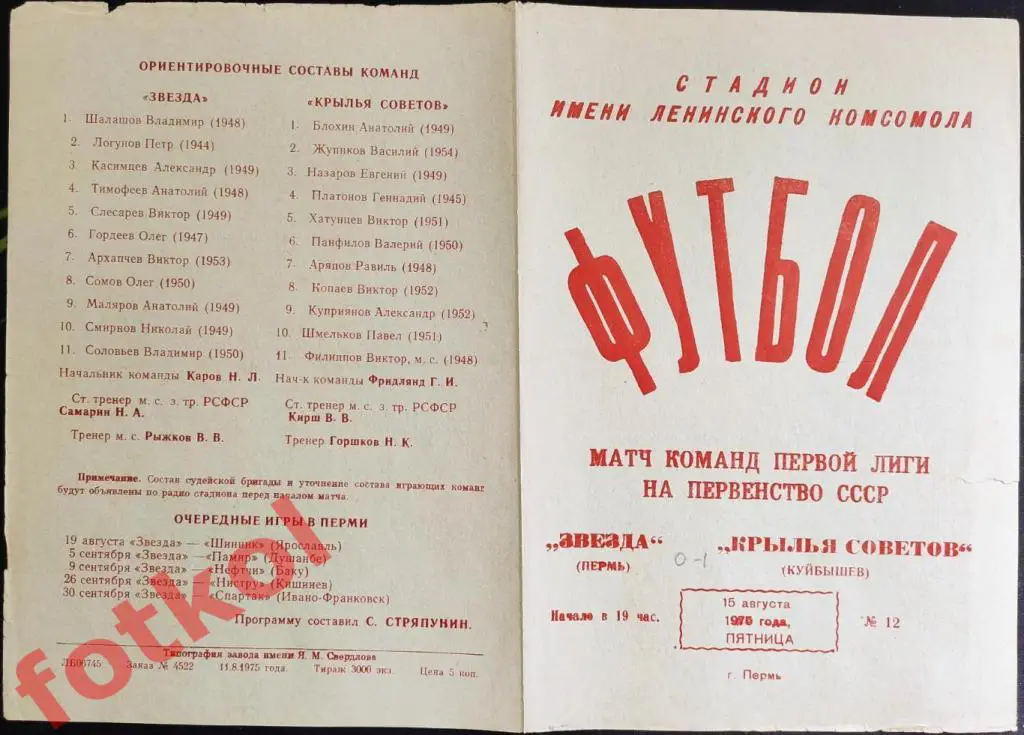 ОРИЕНТИРОВОЧНЫЕ СОСТАВЫ КОМАНД
«ЗВЕЗДА»
1. Шалашов Владимир (1948)
2. Логунов Петр (1944)
3. Касимцев Александр (1949)
4. Тимофеев Анатолий (1948)
5. Слесарев Виктор (1949)
6. Гордеев Олег (1947)
7.Архапчев Виктор (1953)
8. Сомов Олег (1950)
9. Маляров Анатолий (1949)
10. Смирнов Николай (1949)
11. Соловьев Владимир (1950)
Начальник команды Каров Н. Л.
Ст. тренер м. с. з. тр. РСФСР
Самарин Н. А.
Тренер м. с. Рыжков В. В.
«КРЫЛЬЯ СОВЕТОВ»
1. Блохин Анатолий (1949)
2. Жупиков Василий (1954)
3. Назаров Евгений (1949)
4. Платонов Геннадий (1945)
5. Хатунцев Виктор (1951)
6. Панфилов Валерий (1950)
7. Аряпов Равиль (1948)
8. Копаев Виктор (1952)
9. Куприянов Александр (1952)
10. Шмельков Павел (1951)
11. Филиппов Виктор, м. с. (1948)
Нач-к команды Фридлянд Г. И.
Ст. тренер м. с. з. тр. РСФСР
Кирш В. В.
Тренер Горшков Н. К.
Примечание. Состав судейской бригады и уточнение состава играющих команд
будут объявлены по радио стадиона перед началом матча.
ОЧЕРЕДНЫЕ ИГРЫ В ПЕРМИ
19 августа «Звезда» — «Шинник» (Ярославль)
5 сентября «Звезда» —«Памир» (Душанбе)
9 сентября «Звезда» — «Нефтчи» (Баку)
26 сентября «Звезда» — «Нистру» (Кишинев)
30 сентября «Звезда» — «Спартак» (Ивано-Франковск)
Программу составил С. СТРЯПУНИН.
Типография завода имени Я. М. Свердлова
ЛБ06745 Заказ № 4522 11.8.1975 года. Тираж 3000 экз. Цена 5 коп.
СТАДИОН
ИМЕНИ ЛЕНИНСКОГО КОМСОМОЛА
ФУТБОЛ
МАТЧ КОМАНД ПЕРВОЙ ЛИГИ
НА ПЕРВЕНСТВО СССР
„ЗВЕЗДА“ 0-1 „КРЫЛЬЯ СОВЕТОВ“
(ПЕРМЬ) (КУЙБЫШЕВ)
Начало в 19 час.
15 августа
1975 года,
ПЯТНИЦА
№ 12
г. Пермь
fotkol